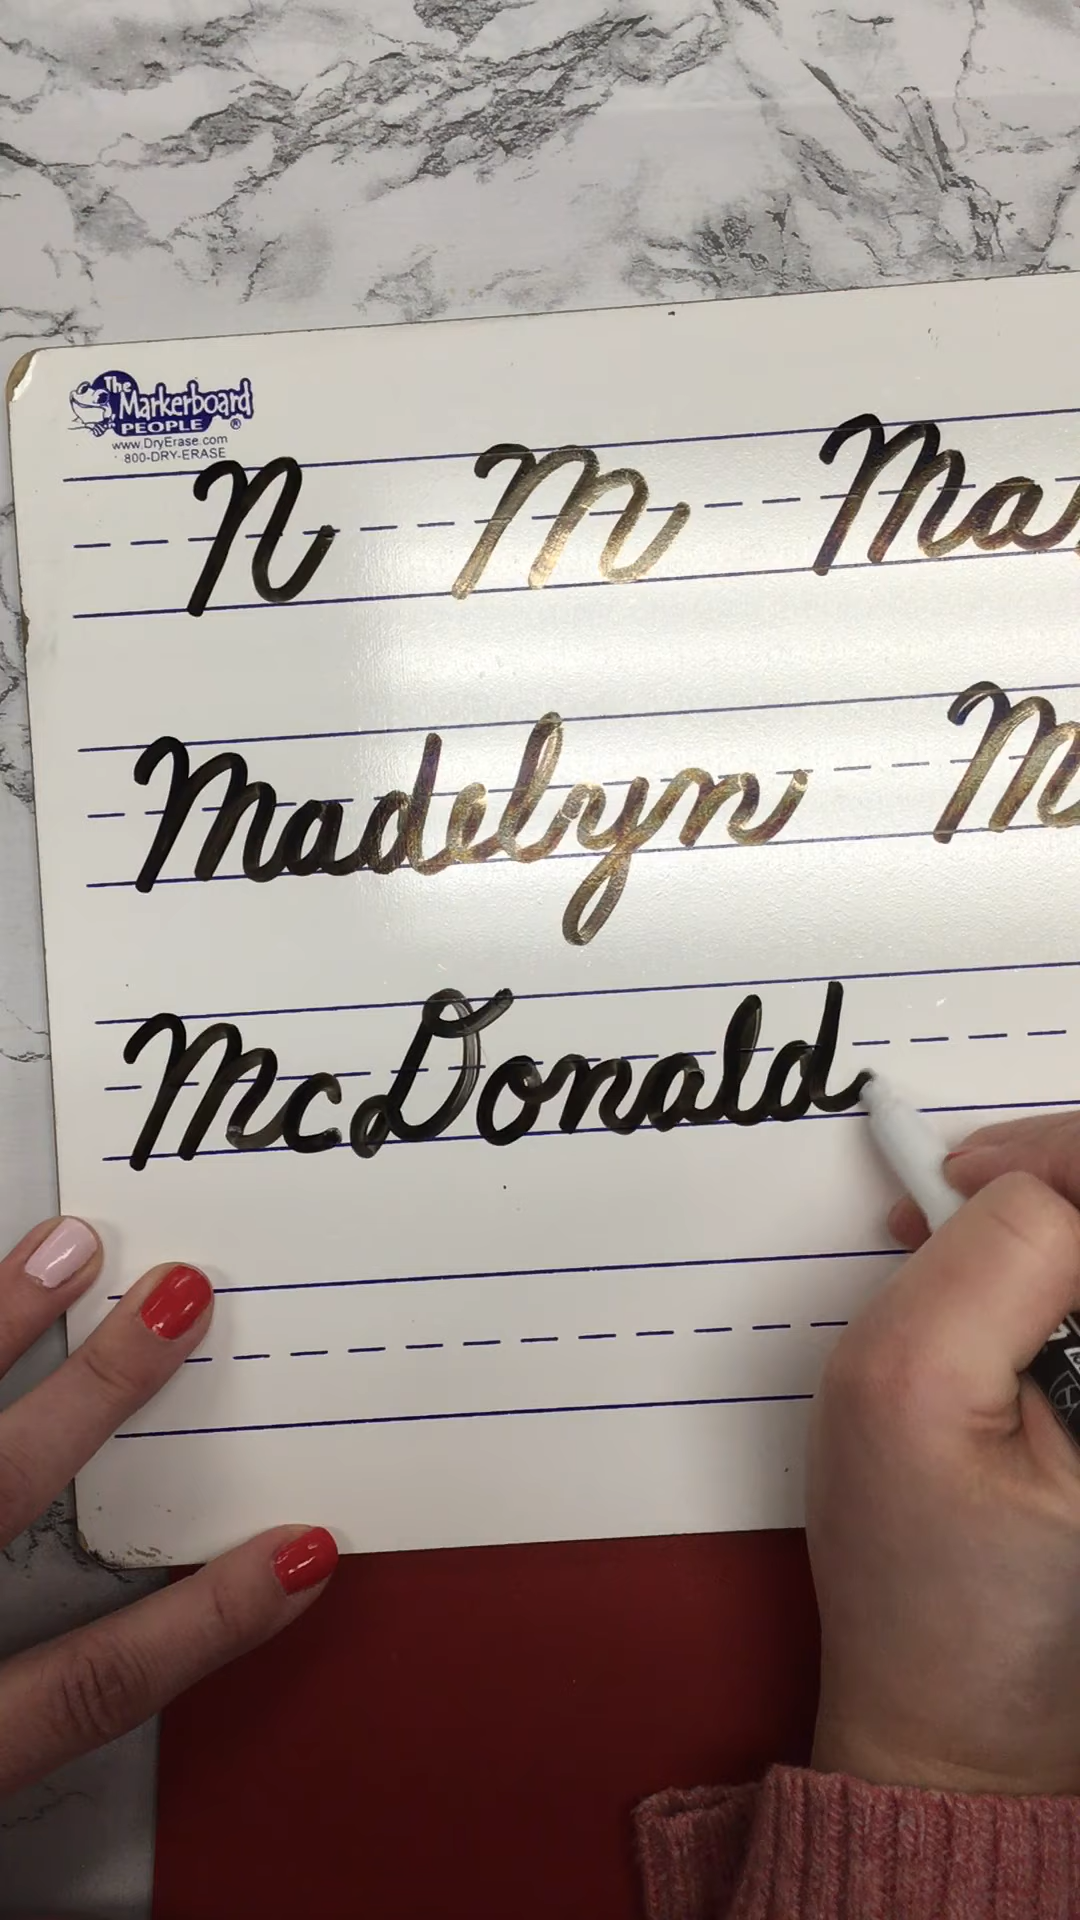 The
Markerboard
PEOPLE ®
www.DryErase.com
800-DRY-ERASE
N M Ma
Madelyn M
McDonald